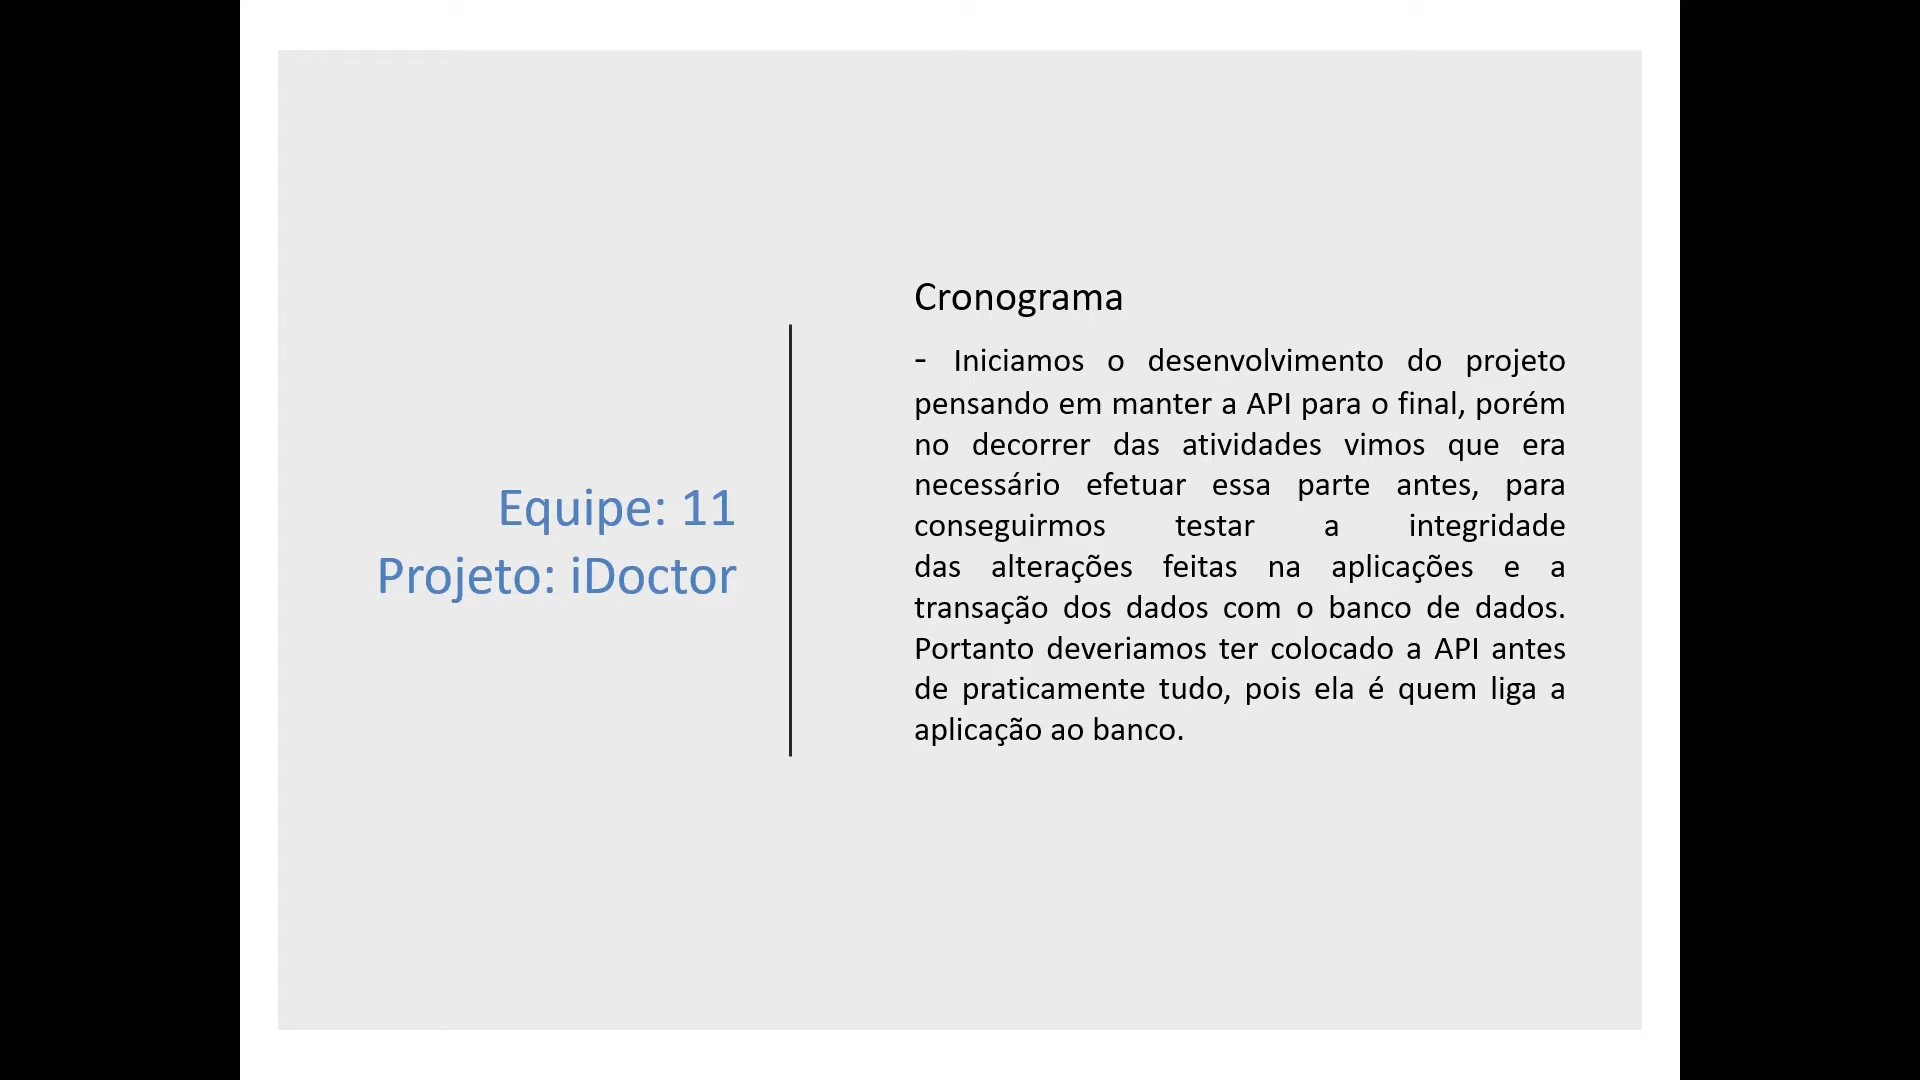 Equipe: 11
Projeto: iDoctor
Cronograma
- Iniciamos o desenvolvimento do projeto
pensando em manter a API para o final, porém
no decorrer das atividades vimos que era
necessário efetuar essa parte antes, para
conseguirmos testar a integridade
das alterações feitas na aplicações e a
transação dos dados com o banco de dados.
Portanto deveriamos ter colocado a API antes
de praticamente tudo, pois ela é quem liga a
aplicação ao banco.